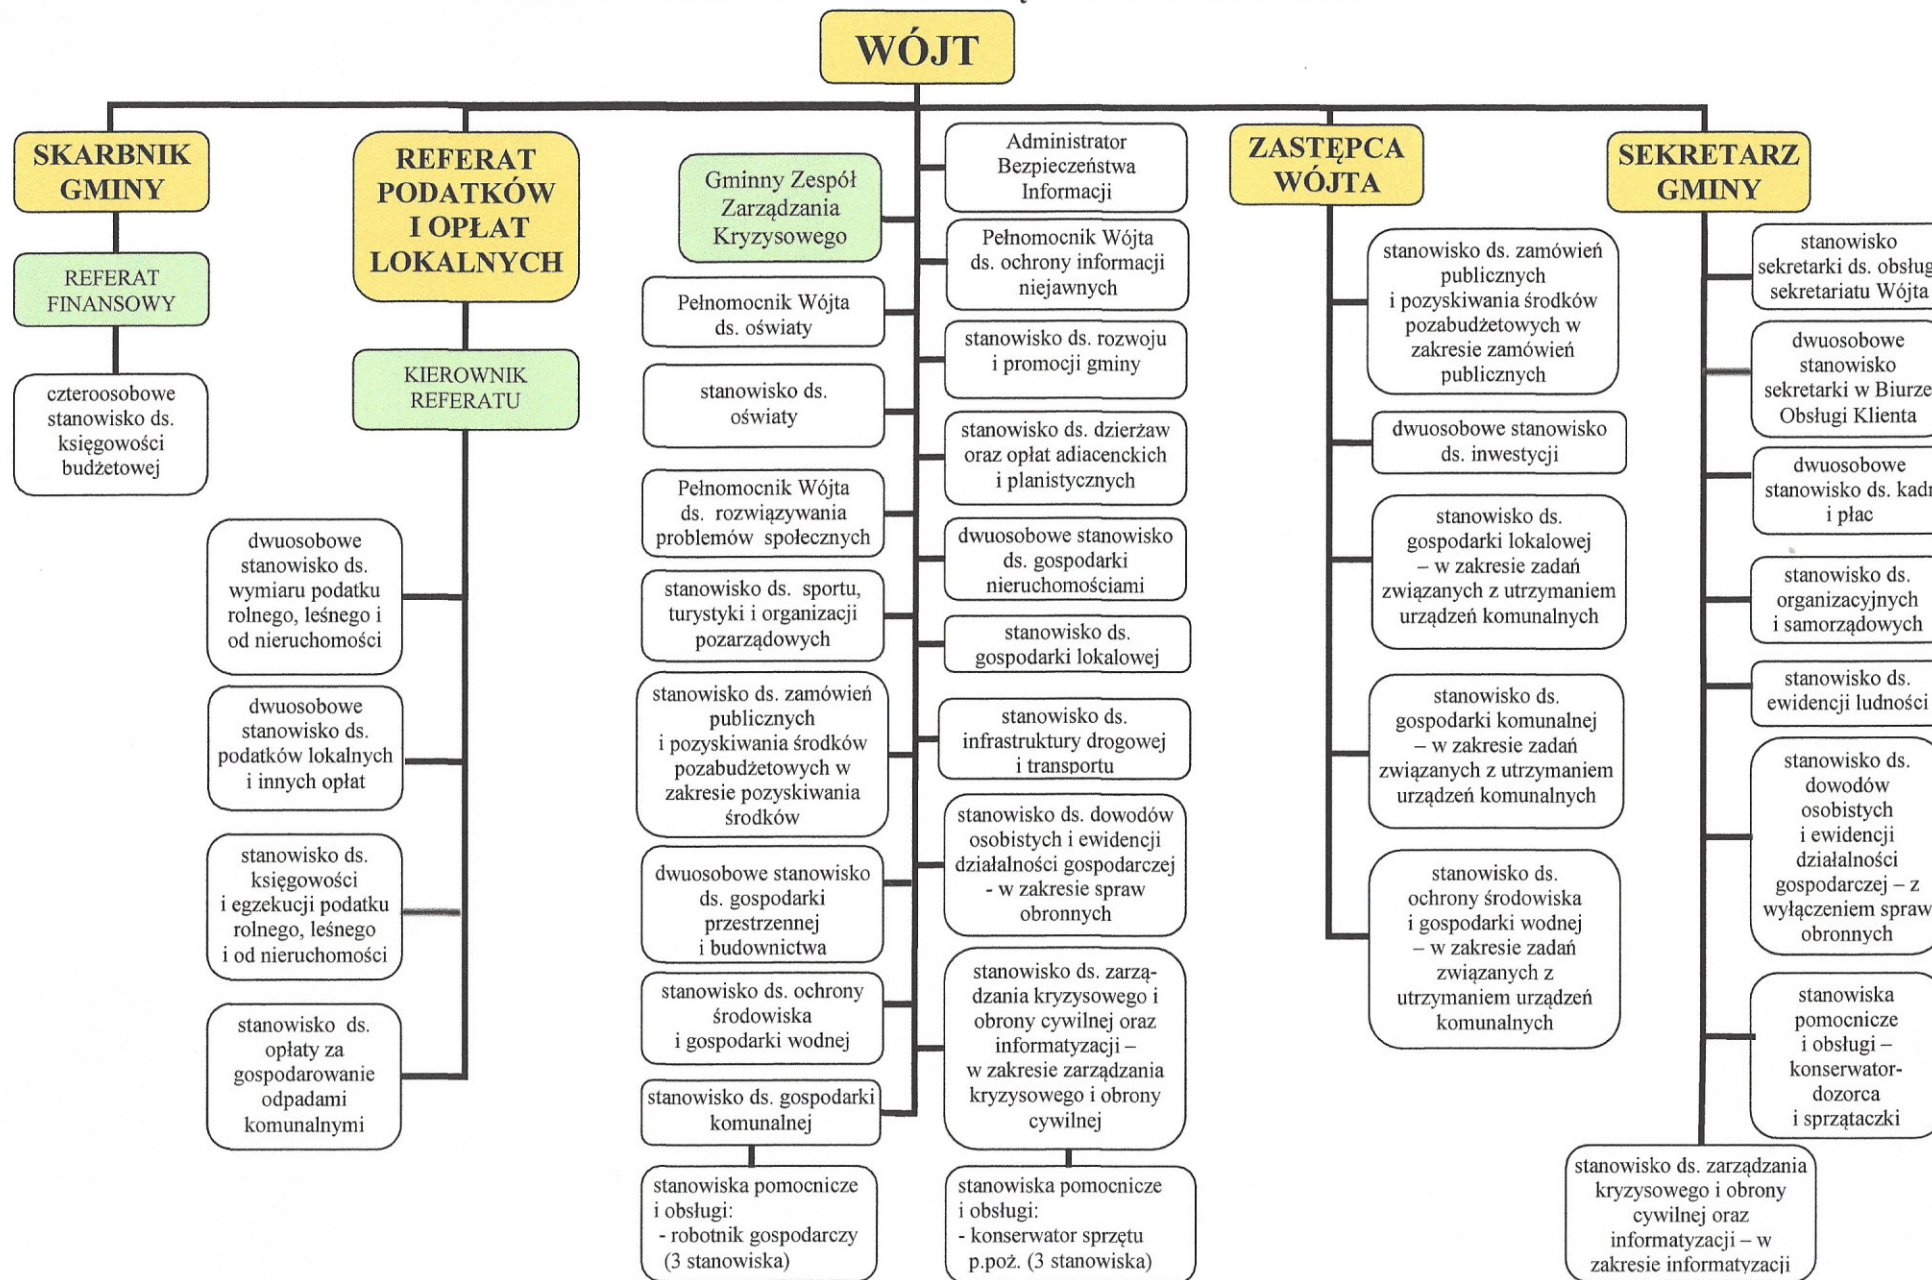 WÓJT
SKARBNIK
GMINY
REFERAT
FINANSOWY
czteroosobowe
stanowisko ds.
księgowości
budżetowej
REFERAT
PODATKÓW
I OPŁAT
LOKALNYCH
KIEROWNIK
REFERATU
dwuosobowe
stanowisko ds.
wymiaru podatku
rolnego, leśnego i
od nieruchomości
dwuosobowe
stanowisko ds.
podatków lokalnych
i innych opłat
stanowisko ds.
księgowości
i egzekucji podatku
rolnego, leśnego
i od nieruchomości
stanowisko ds.
opłaty za
gospodarowanie
odpadami
komunalnymi
Gminny Zespół
Zarządzania
Kryzysowego
Pełnomocnik Wójta
ds. oświaty
stanowisko ds.
oświaty
Pełnomocnik Wójta
ds. rozwiązywania
problemów społecznych
stanowisko ds. sportu,
turystyki i organizacji
pozarządowych
stanowisko ds. zamówień
publicznych
i pozyskiwania środków
pozabudżetowych w
zakresie pozyskiwania
środków
dwuosobowe stanowisko
ds. gospodarki
przestrzennej
i budownictwa
stanowisko ds. ochrony
środowiska
i gospodarki wodnej
stanowisko ds. gospodarki
komunalnej
stanowiska pomocnicze
i obsługi:
- robotnik gospodarczy
(3 stanowiska)
Administrator
Bezpieczeństwa
Informacji
Pełnomocnik Wójta
ds. ochrony informacji
niejawnych
stanowisko ds. rozwoju
i promocji gminy
stanowisko ds. dzierżaw
oraz opłat adiacenckich
i planistycznych
dwuosobowe stanowisko
ds. gospodarki
nieruchomościami
stanowisko ds.
gospodarki lokalowej
stanowisko ds.
infrastruktury drogowej
i transportu
stanowisko ds. dowodów
osobistych i ewidencji
działalności gospodarczej
- w zakresie spraw
obronnych
stanowisko ds. zarzą-
dzania kryzysowego i
obrony cywilnej oraz
informatyzacji –
w zakresie zarządzania
kryzysowego i obrony
cywilnej
stanowiska pomocnicze
i obsługi:
- konserwator sprzętu
p.poż. (3 stanowiska)
ZASTĘPCA
WÓJTA
stanowisko ds. zamówień
publicznych
i pozyskiwania środków
pozabudżetowych w
zakresie zamówień
publicznych
dwuosobowe stanowisko
ds. inwestycji
stanowisko ds.
gospodarki lokalowej
– w zakresie zadań
związanych z utrzymaniem
urządzeń komunalnych
stanowisko ds.
gospodarki komunalnej
– w zakresie zadań
związanych z utrzymaniem
urządzeń komunalnych
stanowisko ds.
ochrony środowiska
i gospodarki wodnej
– w zakresie zadań
związanych z
utrzymaniem urządzeń
komunalnych
SEKRETARZ
GMINY
stanowisko
sekretarki ds. obsług
sekretariatu Wójta
dwuosobowe
stanowisko
sekretarki w Biurze
Obsługi Klienta
dwuosobowe
stanowisko ds. kadr
i płac
stanowisko ds.
organizacyjnych
i samorządowych
stanowisko ds.
ewidencji ludności
stanowisko ds.
dowodów
osobistych
i ewidencji
działalności
gospodarczej – z
wyłączeniem spraw
obronnych
stanowiska
pomocnicze
i obsługi –
konserwator-
dozorca
i sprzątaczki
stanowisko ds. zarządzania
kryzysowego i obrony
cywilnej oraz
informatyzacji – w
zakresie informatyzacji